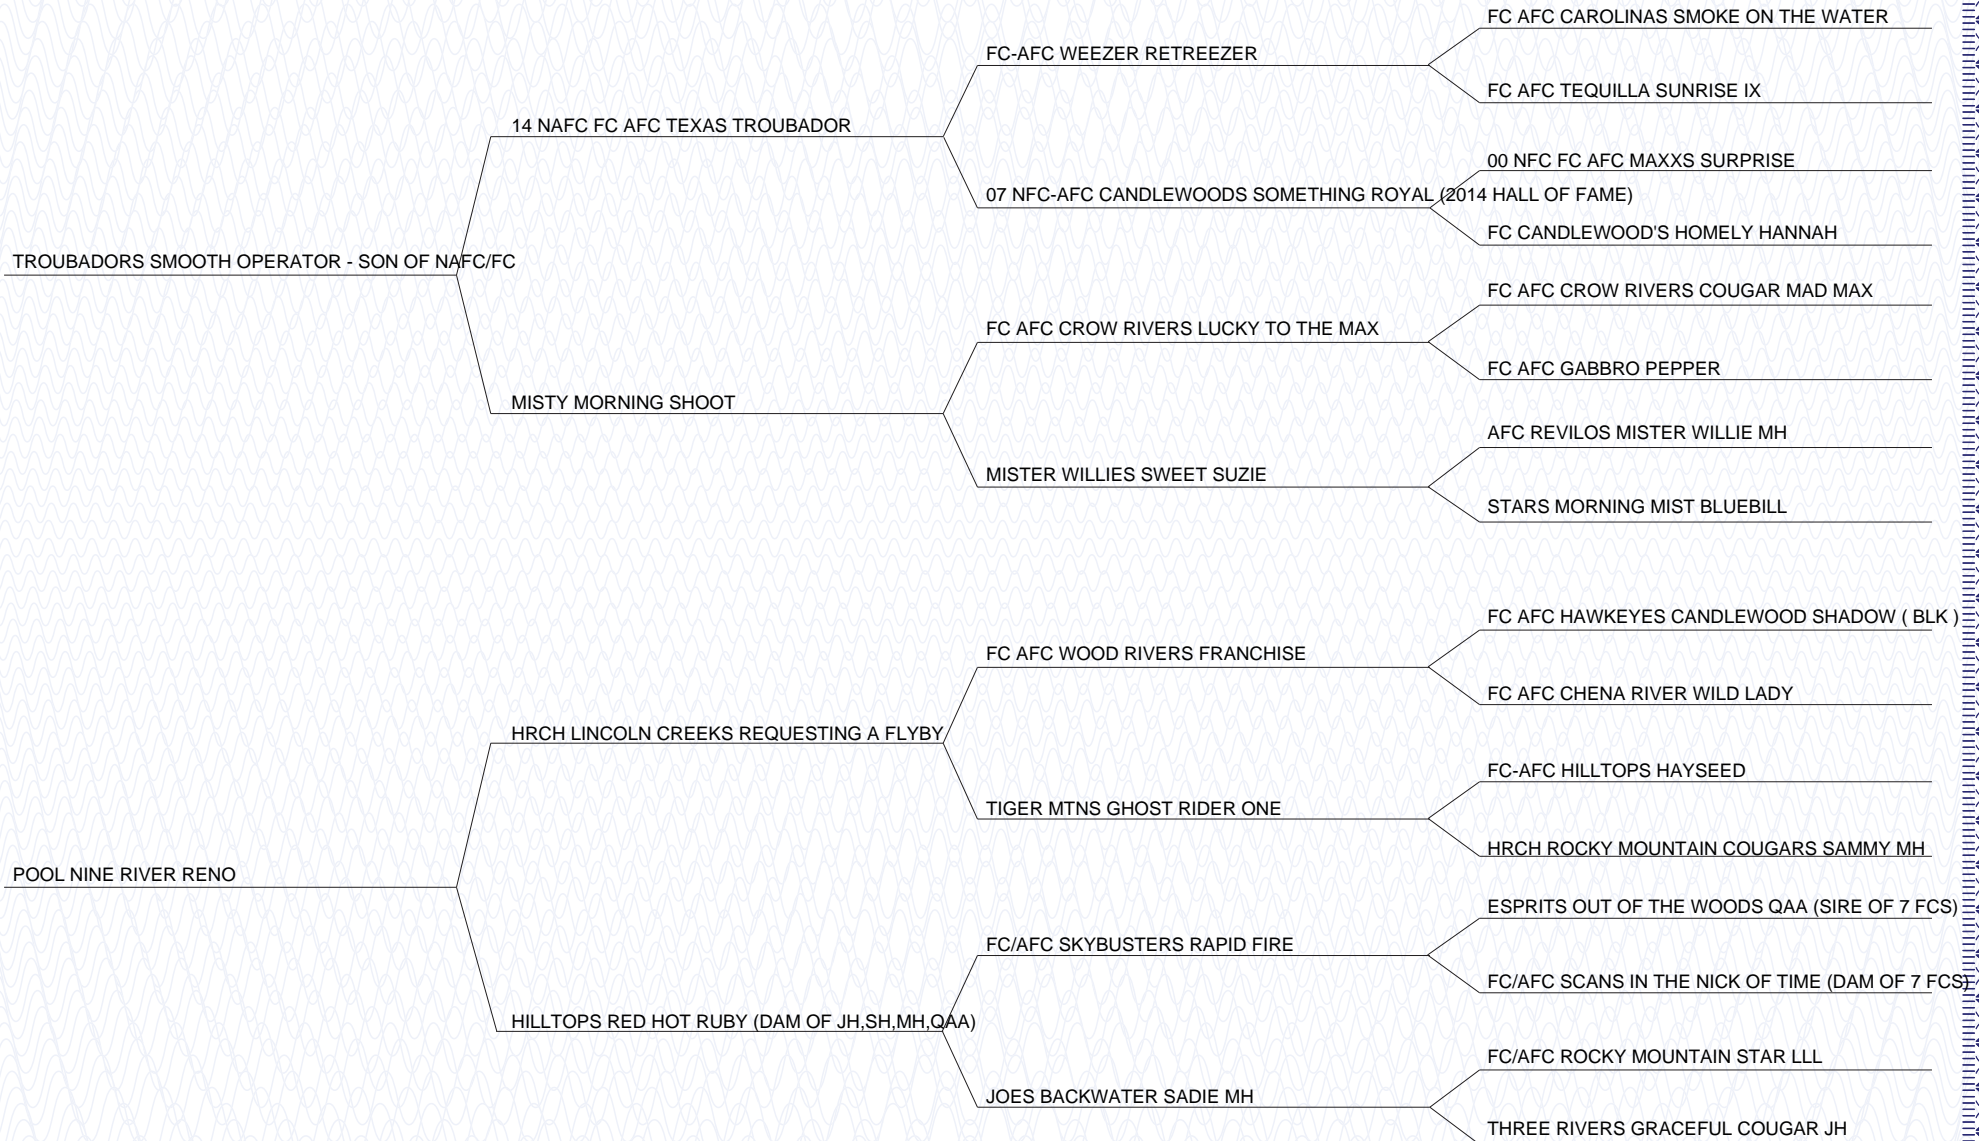 FC AFC CAROLINAS SMOKE ON THE WATER
FC-AFC WEEZER RETREEZER
FC AFC TEQUILLA SUNRISE IX
14 NAFC FC AFC TEXAS TROUBADOR
00 NFC FC AFC MAXXS SURPRISE
07 NFC-AFC CANDLEWOODS SOMETHING ROYAL (2014 HALL OF FAME)
FC CANDLEWOOD'S HOMELY HANNAH
TROUBADORS SMOOTH OPERATOR - SON OF NAFC/FC
FC AFC CROW RIVERS COUGAR MAD MAX
FC AFC CROW RIVERS LUCKY TO THE MAX
FC AFC GABBRO PEPPER
MISTY MORNING SHOOT
AFC REVILOS MISTER WILLIE MH
MISTER WILLIES SWEET SUZIE
STARS MORNING MIST BLUEBILL
FC AFC HAWKEYES CANDLEWOOD SHADOW ( BLK )
FC AFC WOOD RIVERS FRANCHISE
FC AFC CHENA RIVER WILD LADY
HRCH LINCOLN CREEKS REQUESTING A FLYBY
FC-AFC HILLTOPS HAYSEED
TIGER MTNS GHOST RIDER ONE
HRCH ROCKY MOUNTAIN COUGARS SAMMY MH
POOL NINE RIVER RENO
ESPRITS OUT OF THE WOODS QAA (SIRE OF 7 FCS)
FC/AFC SKYBUSTERS RAPID FIRE
FC/AFC SCANS IN THE NICK OF TIME (DAM OF 7 FCS)
HILLTOPS RED HOT RUBY (DAM OF JH,SH,MH,QAA)
FC/AFC ROCKY MOUNTAIN STAR LLL
JOES BACKWATER SADIE MH
THREE RIVERS GRACEFUL COUGAR JH